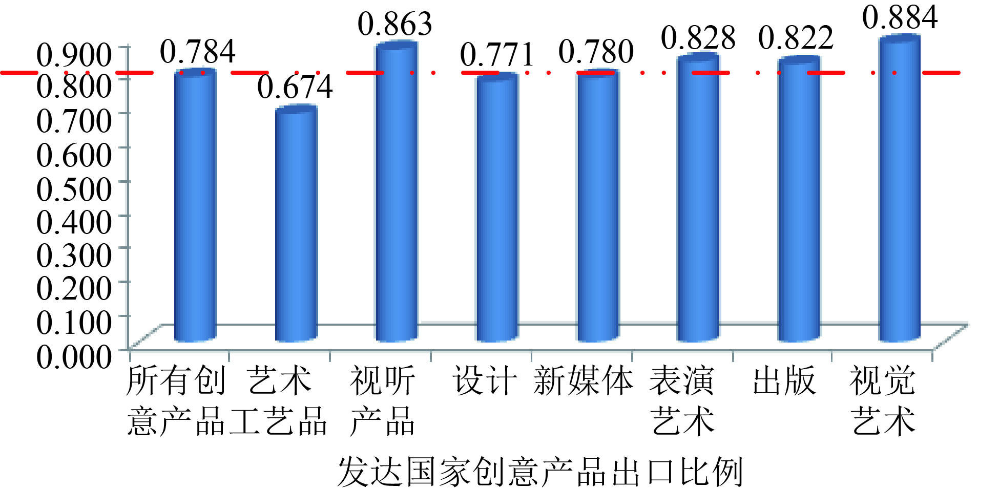 0.900
0.800
0.700
0.600
0.500
0.400
0.300
0.200
0.100
0.000
0.784
0.674
0.863
0.771
0.780
0.828
0.822
0.884
所有创
意产品
艺术
工艺品
视听
产品
设计
新媒体
表演
艺术
出版
视觉
艺术
发达国家创意产品出口比例